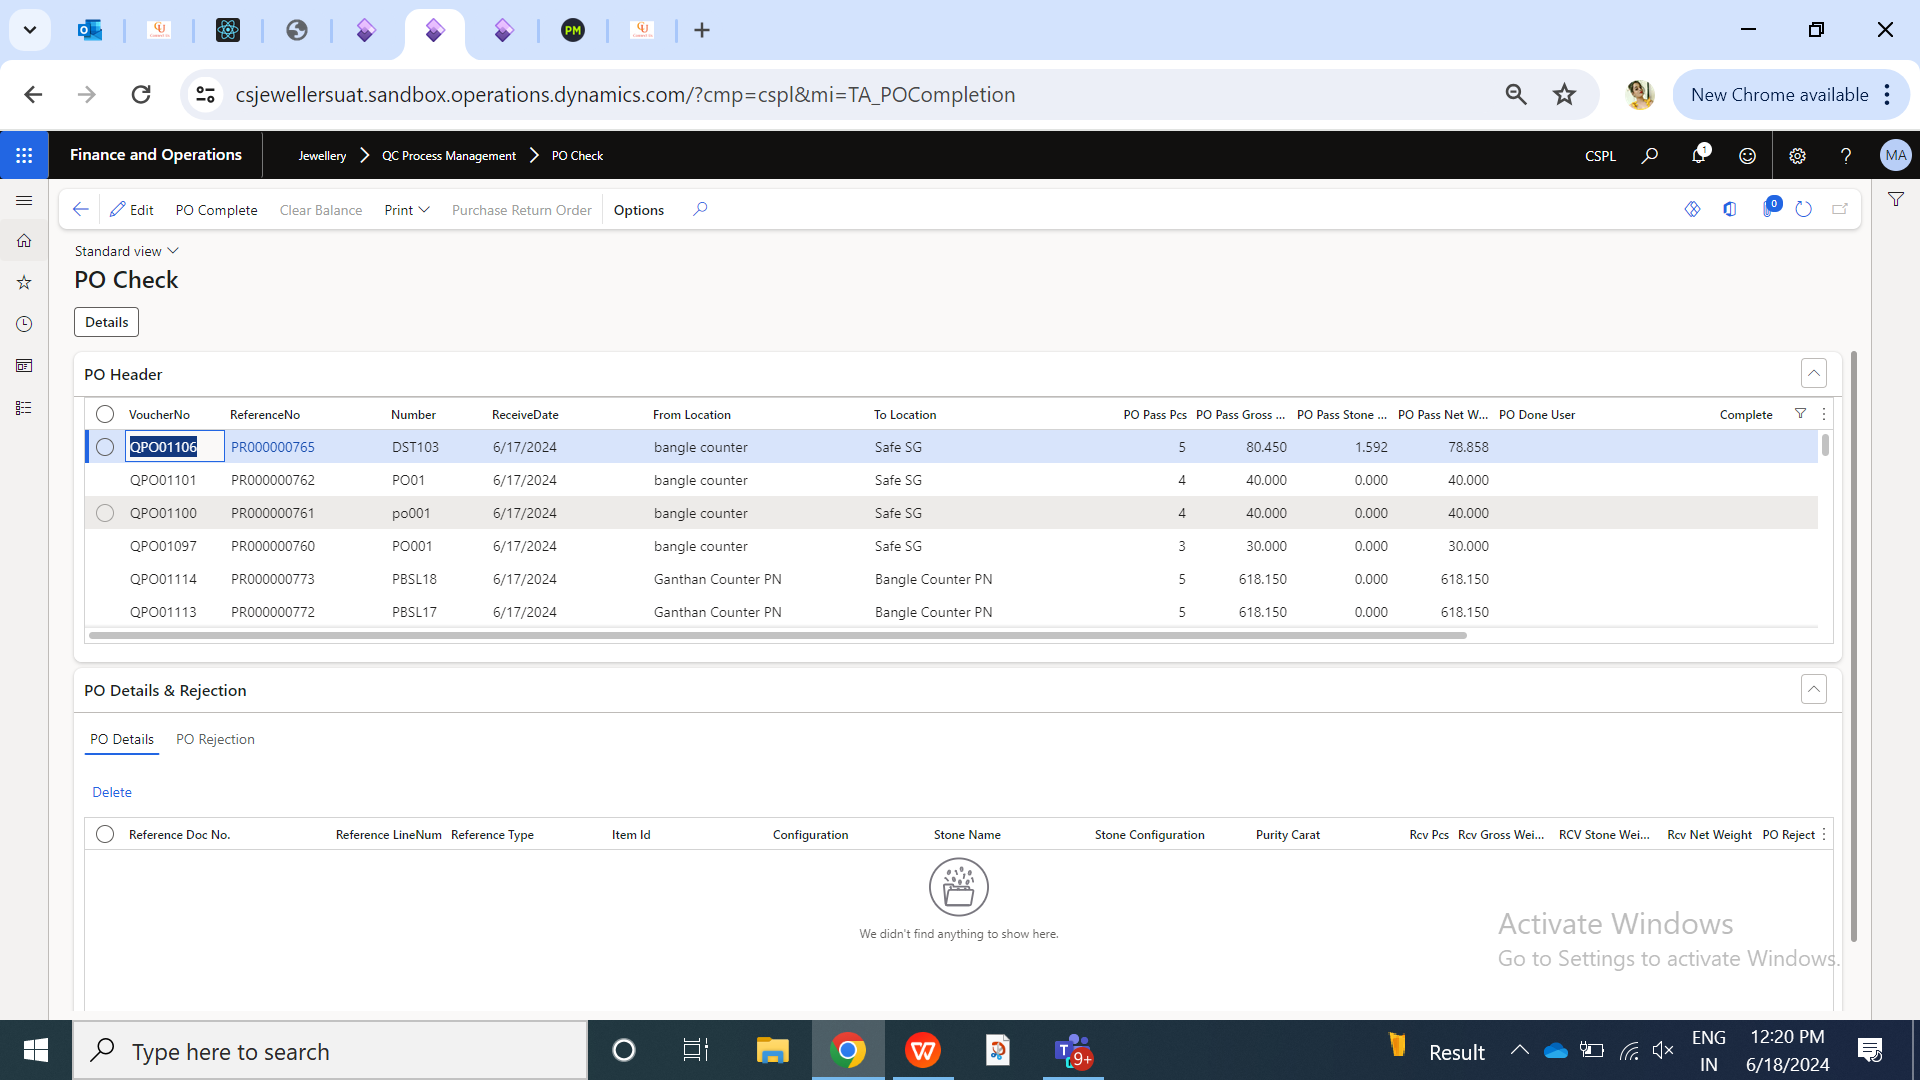 PM
csjewellersuat.sandbox.operations.dynamics.com/?cmp=cspl&mi=TA_POCompletion
New Chrome available
Finance and Operations
Jewellery > QC Process Management > PO Check
CSPL
1
?
MA
Edit PO Complete Clear Balance Print Purchase Return Order Options
0
Standard view
PO Check
Details
PO Header
VoucherNo ReferenceNo Number ReceiveDate From Location To Location PO Pass Pcs PO Pass Gross ... PO Pass Stone ... PO Pass Net W... PO Done User Complete
QPO01106 PR000000765 DST103 6/17/2024 bangle counter Safe SG 5 80.450 1.592 78.858
QPO01101 PR000000762 PO01 6/17/2024 bangle counter Safe SG 4 40.000 0.000 40.000
QPO01100 PR000000761 po001 6/17/2024 bangle counter Safe SG 4 40.000 0.000 40.000
QPO01097 PR000000760 PO001 6/17/2024 bangle counter Safe SG 3 30.000 0.000 30.000
QPO01114 PR000000773 PBSL18 6/17/2024 Ganthan Counter PN Bangle Counter PN 5 618.150 0.000 618.150
QPO01113 PR000000772 PBSL17 6/17/2024 Ganthan Counter PN Bangle Counter PN 5 618.150 0.000 618.150
PO Details & Rejection
PO Details PO Rejection
Delete
Reference Doc No. Reference LineNum Reference Type Item Id Configuration Stone Name Stone Configuration Purity Carat Rcv Pcs Rcv Gross Wei... RCV Stone Wei... Rcv Net Weight PO Reject
We didn't find anything to show here.
Activate Windows
Go to Settings to activate Windows.
Type here to search
9+
Result
ENG
IN
12:20 PM
6/18/2024